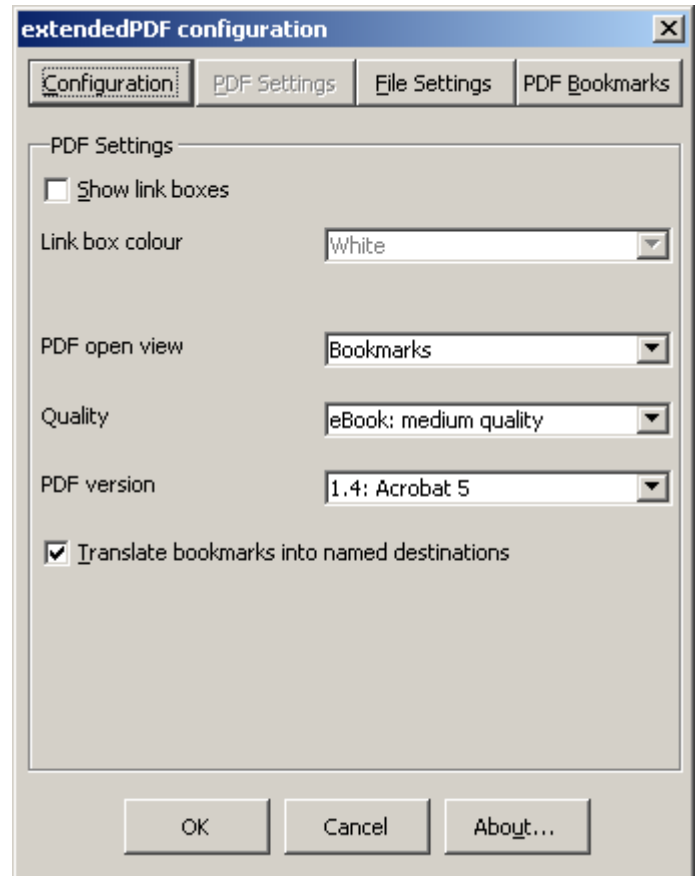 extendedPDF configuration
Configuration PDF Settings File Settings PDF Bookmarks
PDF Settings
Show link boxes
Link box colour White
PDF open view Bookmarks
Quality eBook: medium quality
PDF version 1.4: Acrobat 5
Translate bookmarks into named destinations
OK Cancel About...